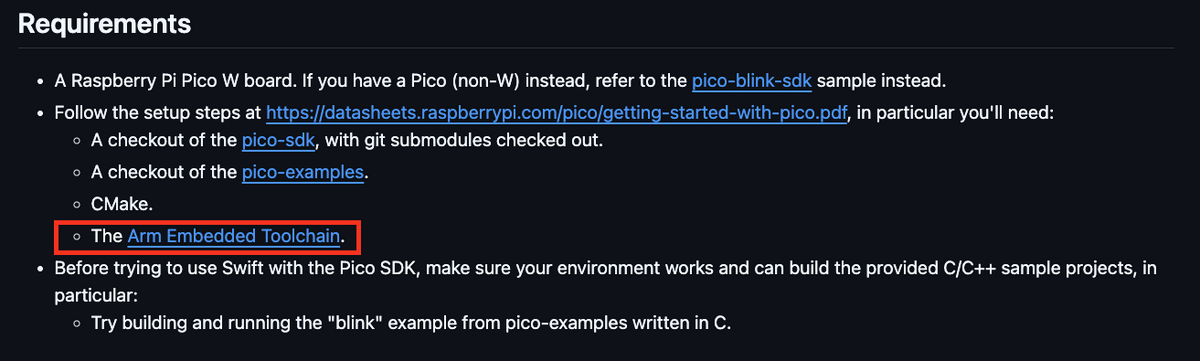 Requirements
• A Raspberry Pi Pico W board. If you have a Pico (non-W) instead, refer to the pico-blink-sdk sample instead.
• Follow the setup steps at https://datasheets.raspberrypi.com/pico/getting-started-with-pico.pdf, in particular you'll need:
◦ A checkout of the pico-sdk, with git submodules checked out.
◦ A checkout of the pico-examples.
◦ CMake.
◦ The Arm Embedded Toolchain.
• Before trying to use Swift with the Pico SDK, make sure your environment works and can build the provided C/C++ sample projects, in
particular:
◦ Try building and running the "blink" example from pico-examples written in C.